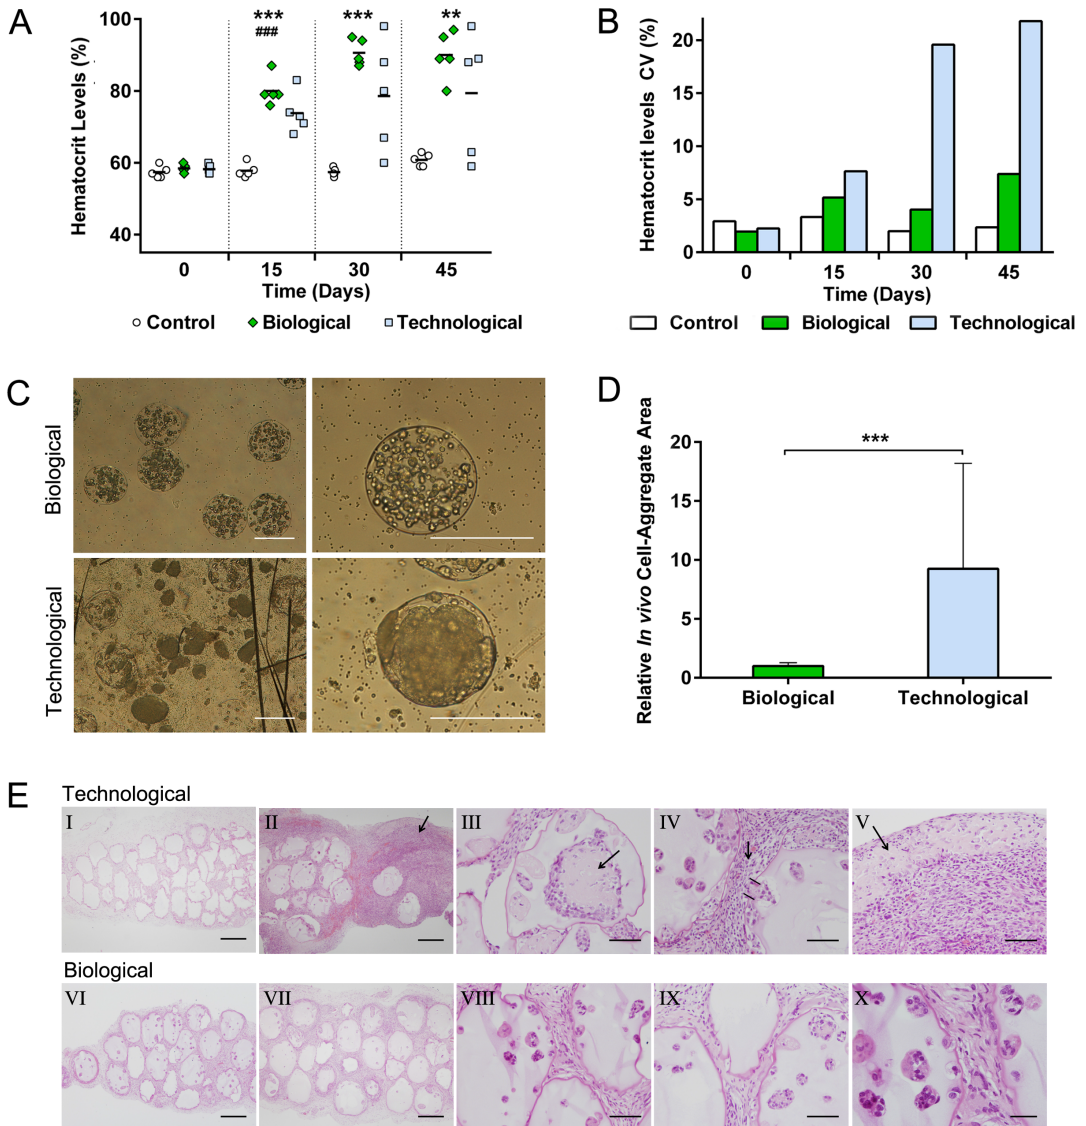 A
Hematocrit Levels (%)
100
80
60
40
***
###
***
**
0 15 30 45
Time (Days)
Control Biological Technological
B
Hematocrit levels CV (%)
20
15
10
5
0
0 15 30 45
Time (Days)
Control Biological Technological
C
Biological
Technological
D
Relative In vivo Cell-Aggregate Area
20
15
10
5
0
***
Biological Technological
E
Technological
I II III IV V
Biological
VI VII VIII IX X